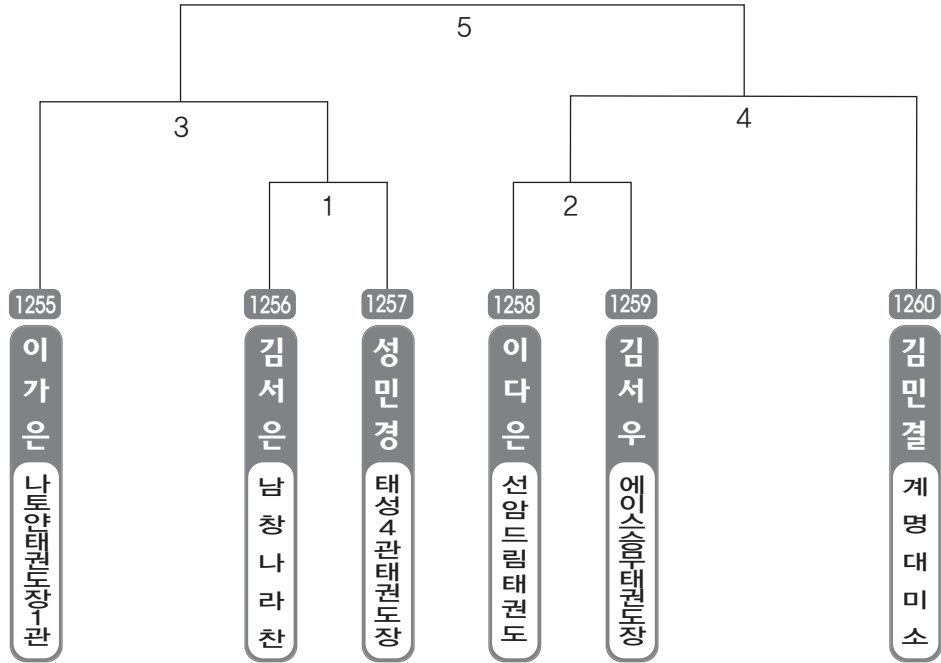 5
3
4
1
2
1255
이가은
나토얀태권도장1관
1256
김서은
남창나라찬
1257
성민경
태성4관태권도장
1258
이다은
선암드림태권도
1259
김서우
에이스승무태권도장
1260
김민결
계명대미소